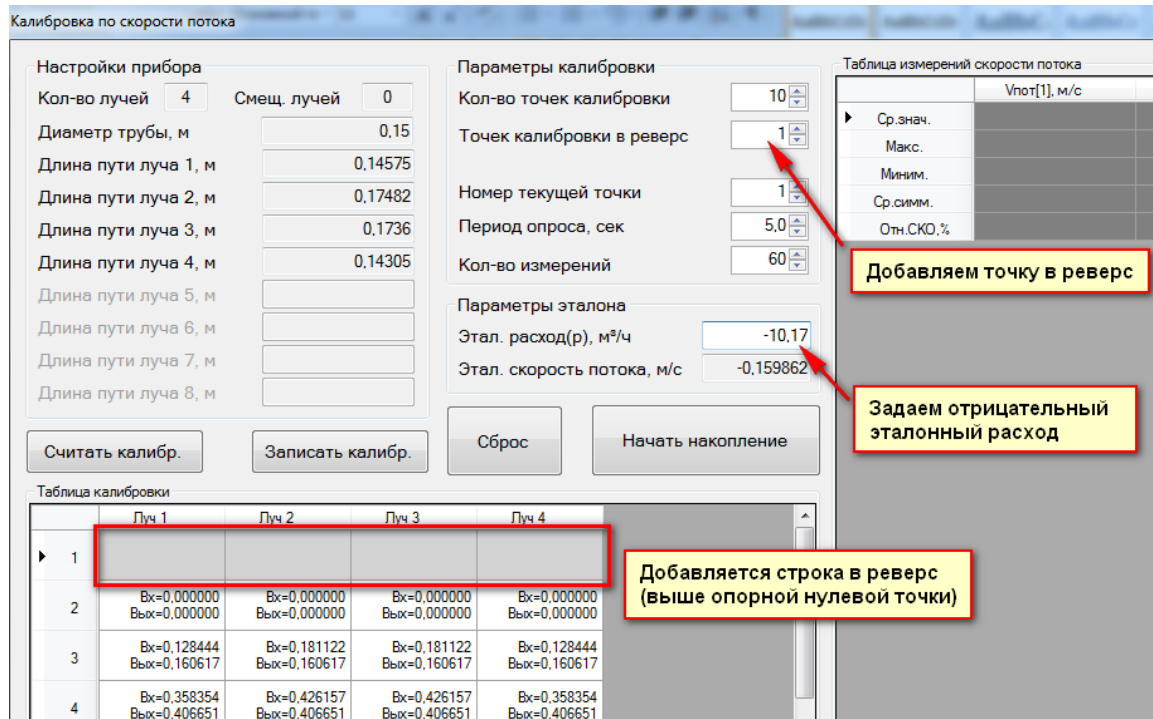 Калибровка по скорости потока
Настройки прибора
Кол-во лучей 4 Смещ. лучей 0
Диаметр трубы, м 0,15
Длина пути луча 1, м 0,14575
Длина пути луча 2, м 0,17482
Длина пути луча 3, м 0,1736
Длина пути луча 4, м 0,14305
Длина пути луча 5, м
Длина пути луча 6, м
Длина пути луча 7, м
Длина пути луча 8, м
Считать калибр. Записать калибр.
Параметры калибровки
Кол-во точек калибровки 10
Точек калибровки в реверс 1
Номер текущей точки 1
Период опроса, сек 5,0
Кол-во измерений 60
Параметры эталона
Этал. расход(р), м³/ч -10,17
Этал. скорость потока, м/с -0,159862
Сброс Начать накопление
Таблица измерений скорости потока
Vпот[1], м/с
Ср.знач.
Макс.
Миним.
Ср.симм.
Отн.СКО,%
Добавляем точку в реверс
Задаем отрицательный
эталонный расход
Таблица калибровки
Луч 1 Луч 2 Луч 3 Луч 4
1
Добавляется строка в реверс
(выше опорной нулевой точки)
Вх=0,000000 Вх=0,000000 Вх=0,000000 Вх=0,000000
2
Вых=0,000000 Вых=0,000000 Вых=0,000000 Вых=0,000000
Вх=0,128444 Вх=0,181122 Вх=0,181122 Вх=0,128444
3
Вых=0,160617 Вых=0,160617 Вых=0,160617 Вых=0,160617
Вх=0,358354 Вх=0,426157 Вх=0,426157 Вх=0,358354
4
Вых=0,406651 Вых=0,406651 Вых=0,406651 Вых=0,406651